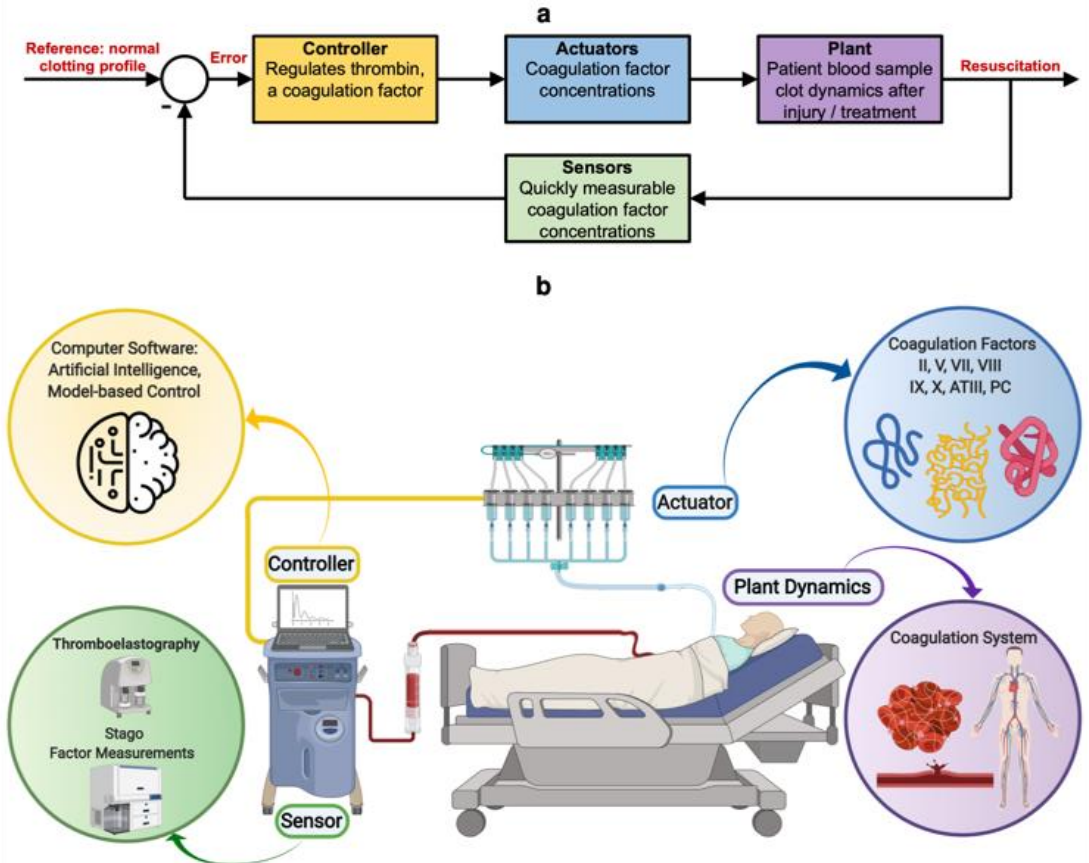 a
Reference: normal
clotting profile
Error
-
Controller
Regulates thrombin,
a coagulation factor
Actuators
Coagulation factor
concentrations
Plant
Patient blood sample
clot dynamics after
injury / treatment
Resuscitation
Sensors
Quickly measurable
coagulation factor
concentrations
b
Computer Software:
Artificial Intelligence,
Model-based Control
Coagulation Factors
II, V, VII, VIII
IX, X, ATIII, PC
Actuator
Controller
Plant Dynamics
Thromboelastography
Stago
Factor Measurements
Coagulation System
Sensor